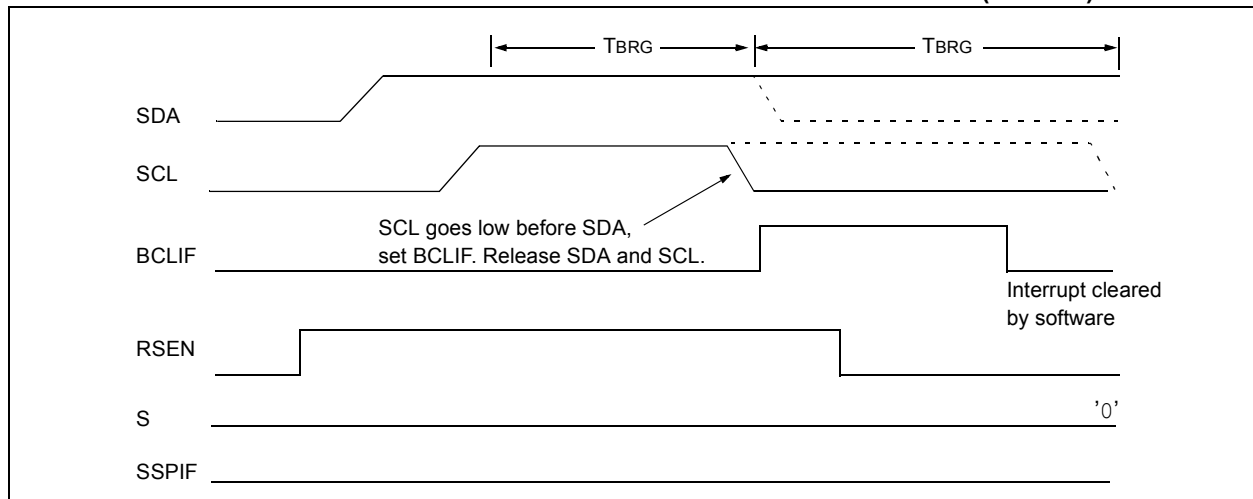 TBRG TBRG
SDA
SCL
SCL goes low before SDA,
set BCLIF. Release SDA and SCL.
BCLIF
Interrupt cleared
by software
RSEN
S '0'
SSPIF